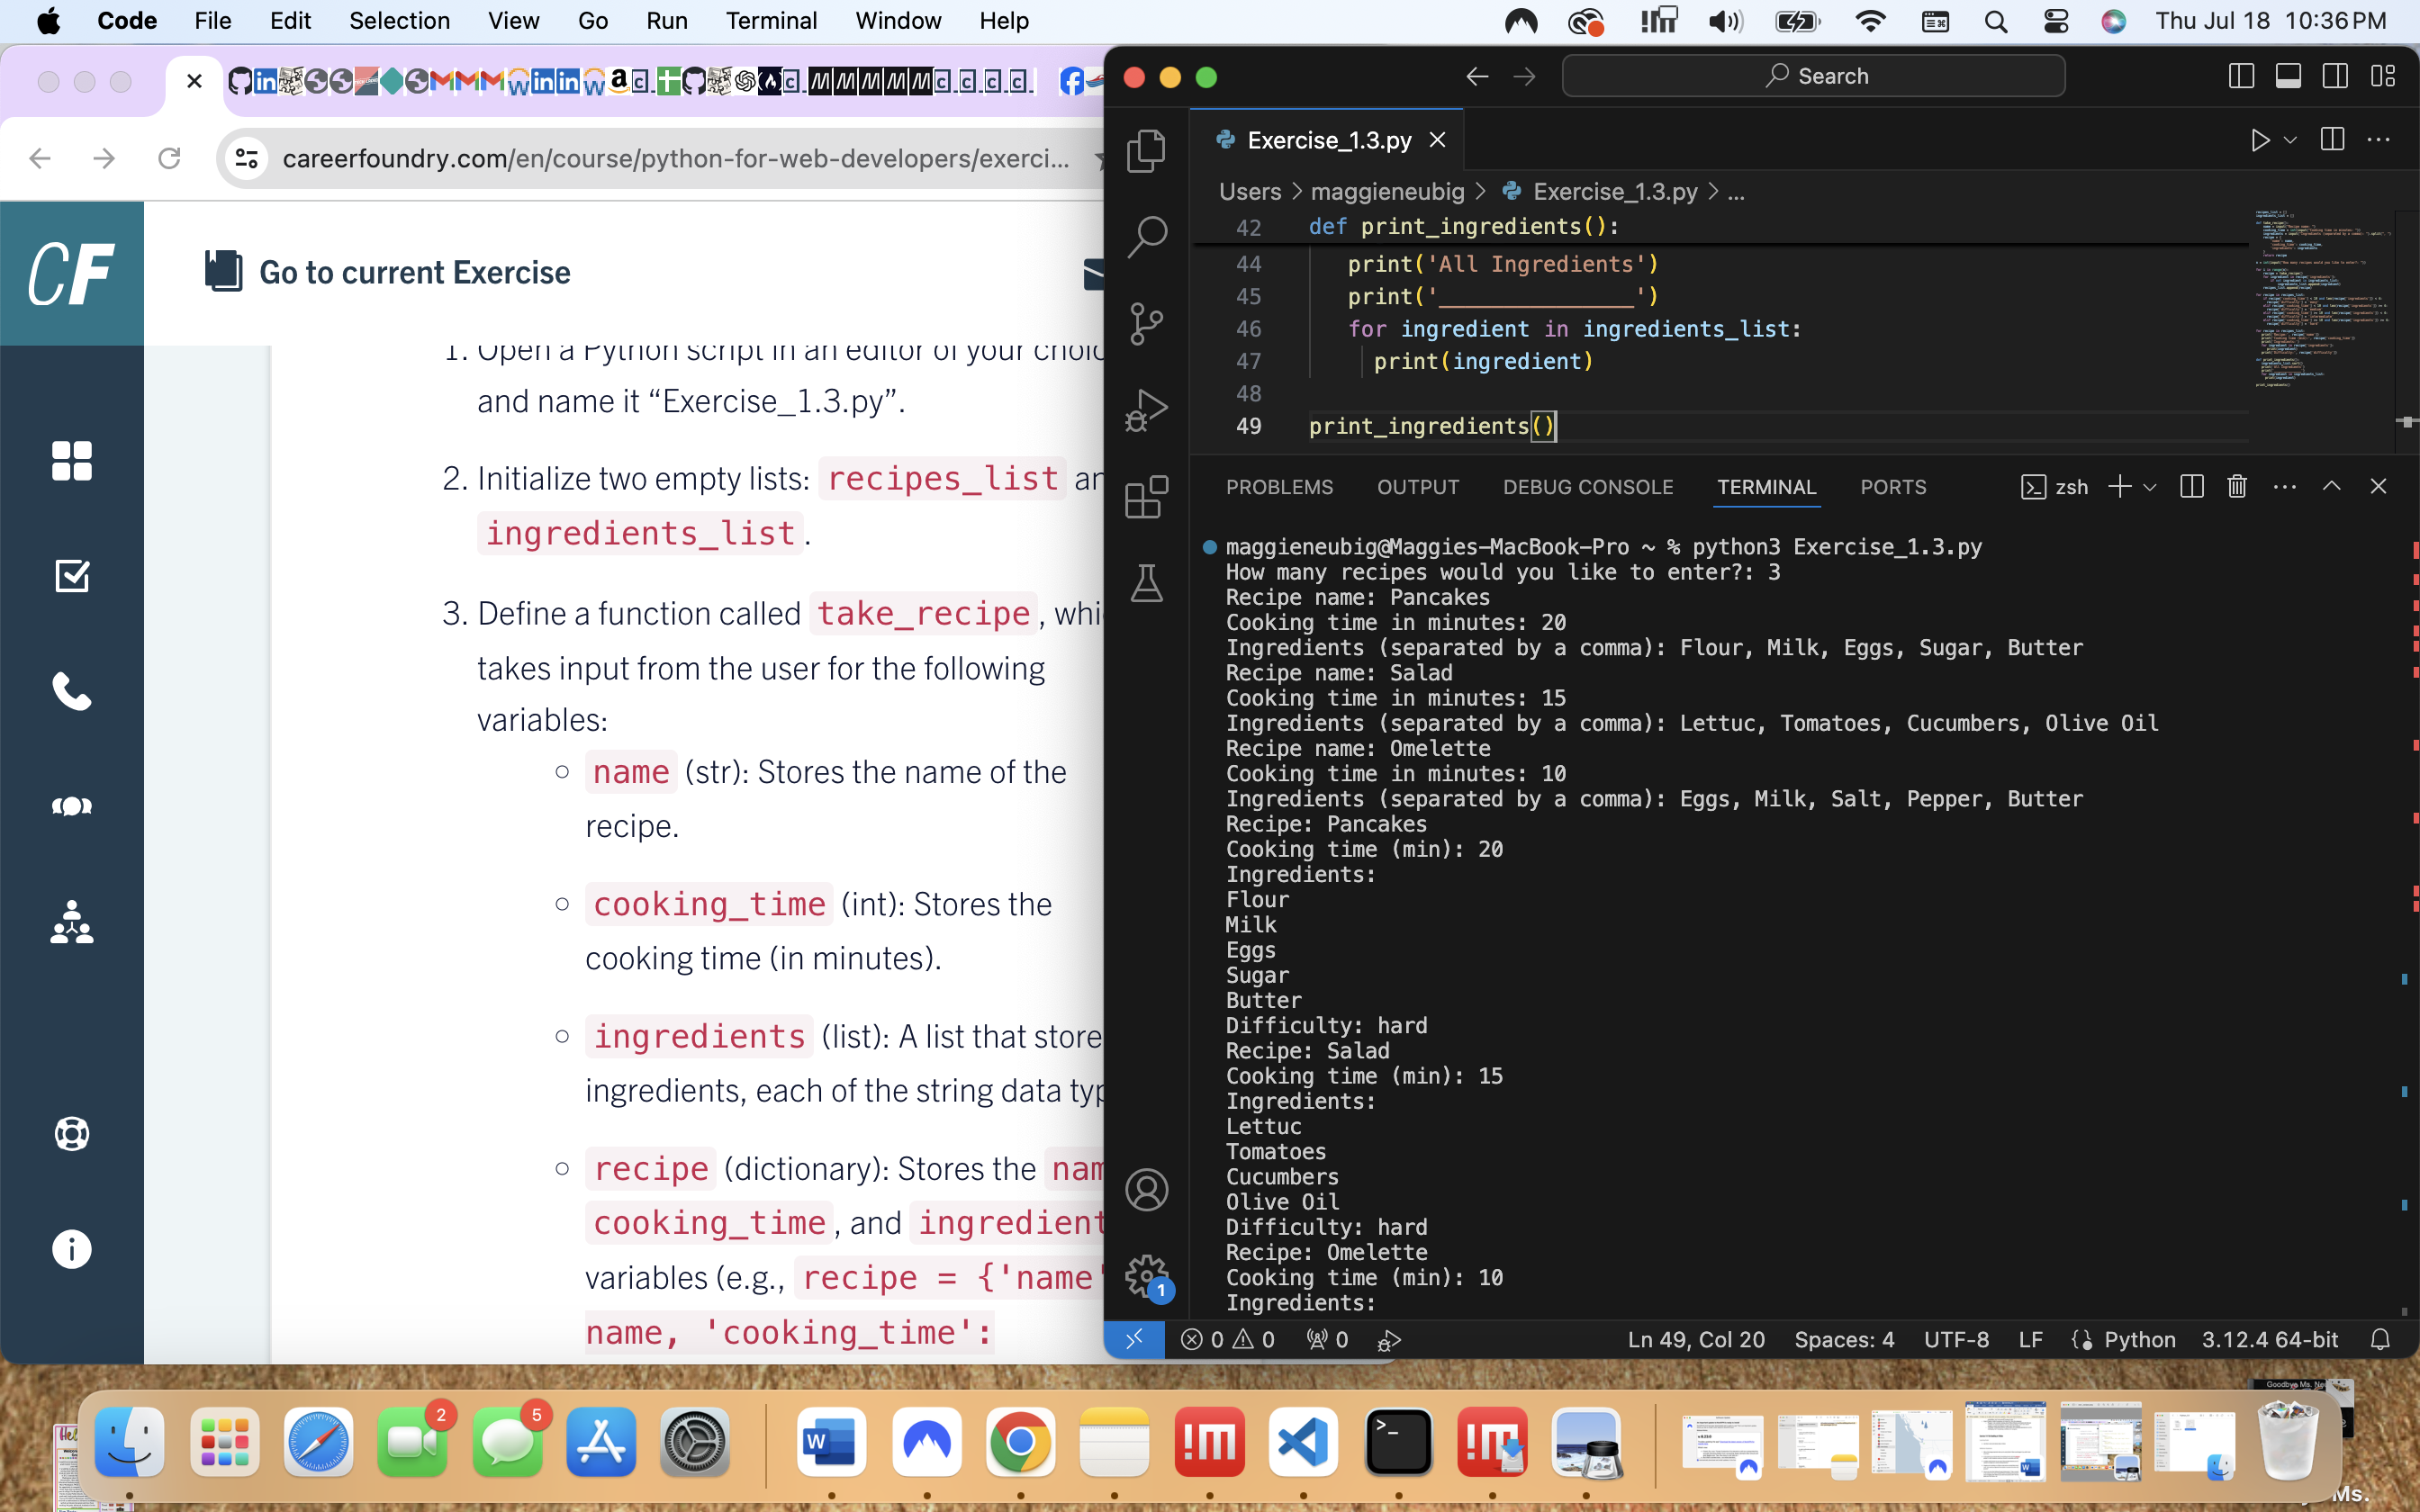 Code File Edit Selection View Go Run Terminal Window Help Thu Jul 18 10:36 PM
careerfoundry.com/en/course/python-for-web-developers/exerci...
CF
Go to current Exercise
1. Open a Python script in an editor of your choic
and name it “Exercise_1.3.py”.
2. Initialize two empty lists: recipes_list an
ingredients_list.
3. Define a function called take_recipe, whi
takes input from the user for the following
variables:
name (str): Stores the name of the
recipe.
cooking_time (int): Stores the
cooking time (in minutes).
ingredients (list): A list that store
ingredients, each of the string data typ
recipe (dictionary): Stores the nam
cooking_time, and ingredient
variables (e.g., recipe = {'name'
name, 'cooking_time':
Search
Exercise_1.3.py
Users > maggieneubig > Exercise_1.3.py > ...
42 def print_ingredients():
44 print('All Ingredients')
45 print('_______________')
46 for ingredient in ingredients_list:
47 print(ingredient)
48
49 print_ingredients()
PROBLEMS OUTPUT DEBUG CONSOLE TERMINAL PORTS zsh
maggieneubig@Maggies-MacBook-Pro ~ % python3 Exercise_1.3.py
How many recipes would you like to enter?: 3
Recipe name: Pancakes
Cooking time in minutes: 20
Ingredients (separated by a comma): Flour, Milk, Eggs, Sugar, Butter
Recipe name: Salad
Cooking time in minutes: 15
Ingredients (separated by a comma): Lettuc, Tomatoes, Cucumbers, Olive Oil
Recipe name: Omelette
Cooking time in minutes: 10
Ingredients (separated by a comma): Eggs, Milk, Salt, Pepper, Butter
Recipe: Pancakes
Cooking time (min): 20
Ingredients:
Flour
Milk
Eggs
Sugar
Butter
Difficulty: hard
Recipe: Salad
Cooking time (min): 15
Ingredients:
Lettuc
Tomatoes
Cucumbers
Olive Oil
Difficulty: hard
Recipe: Omelette
Cooking time (min): 10
Ingredients:
1
0 0 0 Ln 49, Col 20 Spaces: 4 UTF-8 LF Python 3.12.4 64-bit
2 5
W
Goodbye Ms.
Ms.